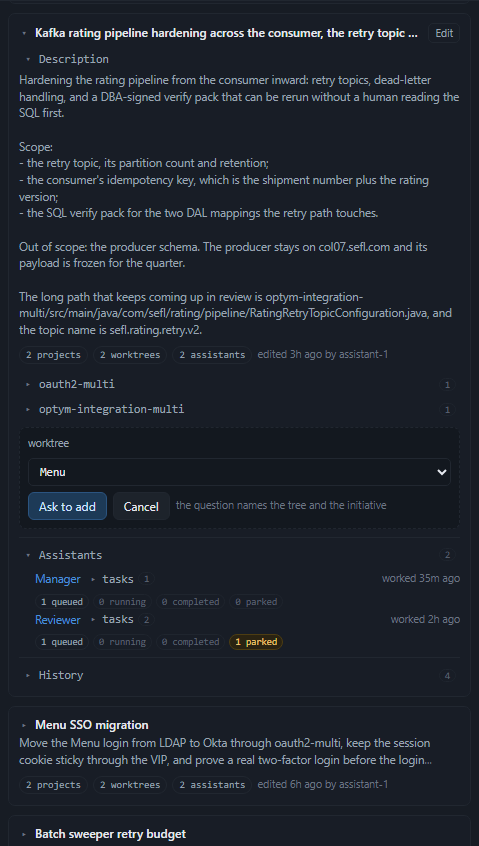 Kafka rating pipeline hardening across the consumer, the retry topic ...
Edit
Description
Hardening the rating pipeline from the consumer inward: retry topics, dead-letter
handling, and a DBA-signed verify pack that can be rerun without a human reading the
SQL first.
Scope:
- the retry topic, its partition count and retention;
- the consumer's idempotency key, which is the shipment number plus the rating
version;
- the SQL verify pack for the two DAL mappings the retry path touches.
Out of scope: the producer schema. The producer stays on col07.sefl.com and its
payload is frozen for the quarter.
The long path that keeps coming up in review is optym-integration-
multi/src/main/java/com/sefl/rating/pipeline/RatingRetryTopicConfiguration.java, and
the topic name is sefl.rating.retry.v2.
2 projects 2 worktrees 2 assistants edited 3h ago by assistant-1
oauth2-multi 1
optym-integration-multi 1
worktree
Menu
Ask to add Cancel the question names the tree and the initiative
Assistants 2
Manager tasks 1 worked 35m ago
1 queued 0 running 0 completed 0 parked
Reviewer tasks 2 worked 2h ago
1 queued 0 running 0 completed 1 parked
History 4
Menu SSO migration
Move the Menu login from LDAP to Okta through oauth2-multi, keep the session
cookie sticky through the VIP, and prove a real two-factor login before the login...
2 projects 2 worktrees 2 assistants edited 6h ago by assistant-1
Batch sweeper retry budget